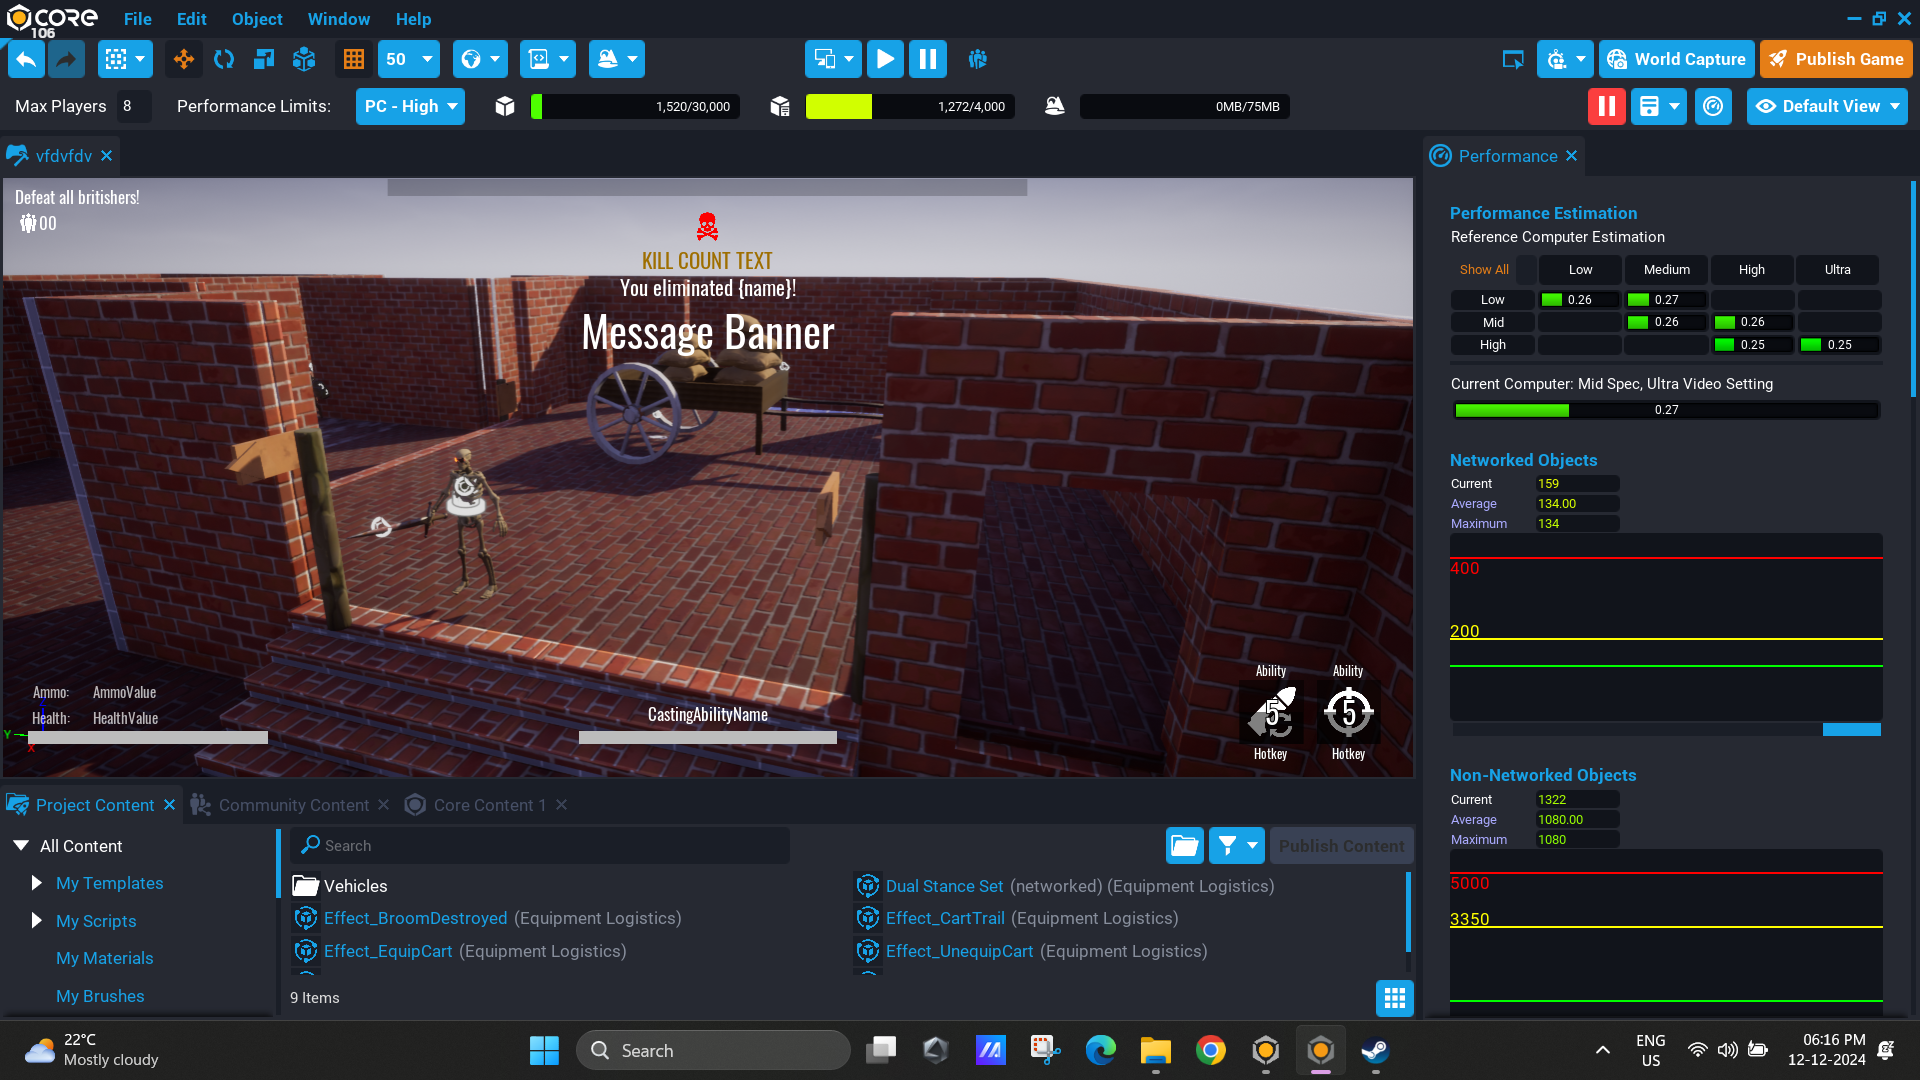 CORE
106
File Edit Object Window Help
50
World Capture
Publish Game
Max Players 8
Performance Limits:
PC - High
1,520/30,000
1,272/4,000
0MB/75MB
Default View
vfdvfdv
Defeat all britishers!
00
KILL COUNT TEXT
You eliminated {name}!
Message Banner
Ammo: AmmoValue
Health: HealthValue
Y
X
CastingAbilityName
Ability
5
Hotkey
Ability
5
Hotkey
Performance
Performance Estimation
Reference Computer Estimation
Show All Low Medium High Ultra
Low 0.26 0.27
Mid 0.26 0.26
High 0.25 0.25
Current Computer: Mid Spec, Ultra Video Setting
0.27
Networked Objects
Current 159
Average 134.00
Maximum 134
400
200
Non-Networked Objects
Current 1322
Average 1080.00
Maximum 1080
5000
3350
Project Content
Community Content
Core Content 1
All Content
My Templates
My Scripts
My Materials
My Brushes
Search
Publish Content
Vehicles
Dual Stance Set (networked) (Equipment Logistics)
Effect_BroomDestroyed (Equipment Logistics)
Effect_CartTrail (Equipment Logistics)
Effect_EquipCart (Equipment Logistics)
Effect_UnequipCart (Equipment Logistics)
9 Items
22°C
Mostly cloudy
Search
ENG
US
06:16 PM
12-12-2024